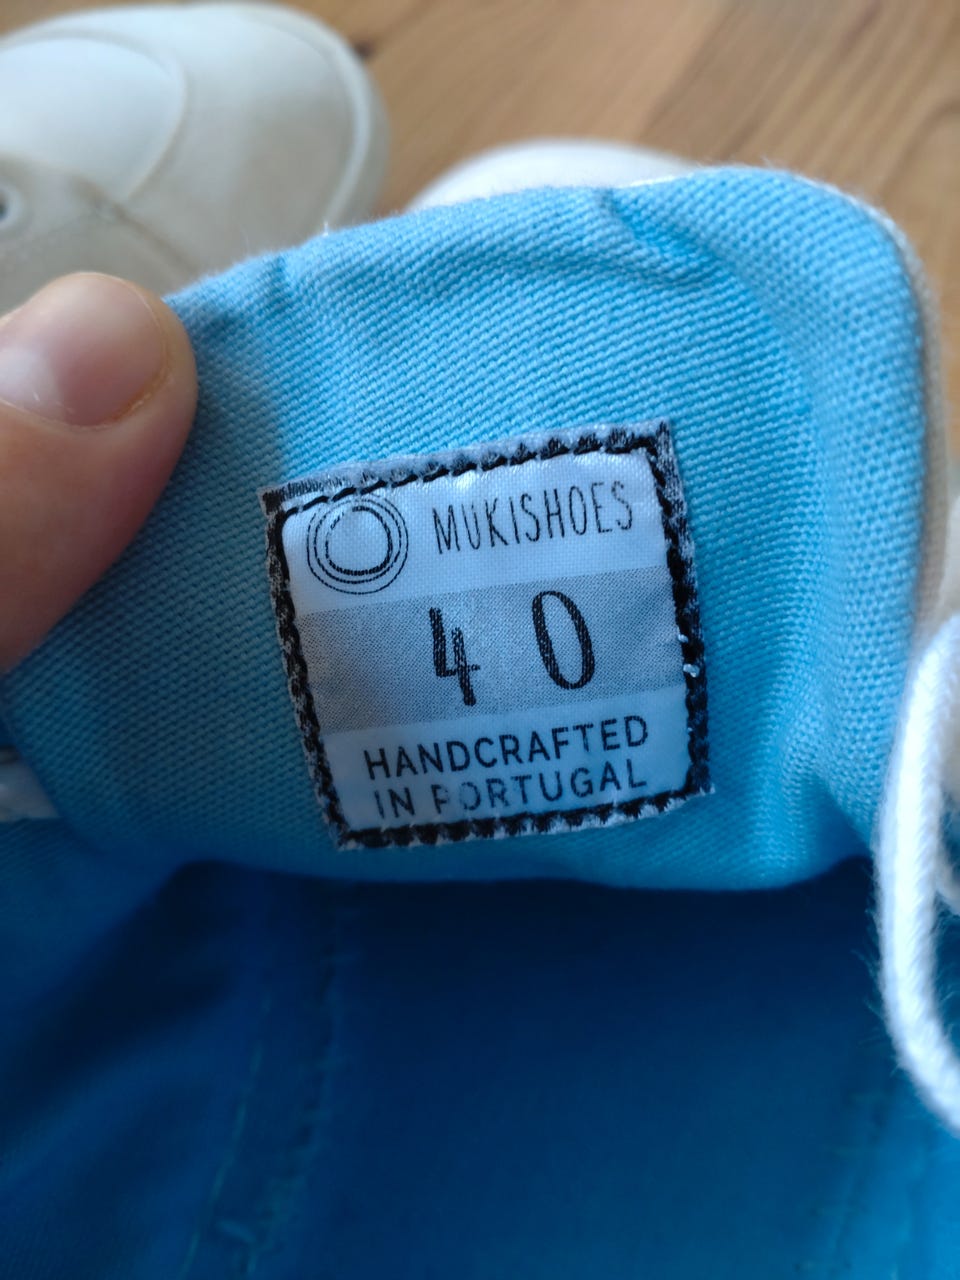 MUKISHOES
40
HANDCRAFTED
IN PORTUGAL